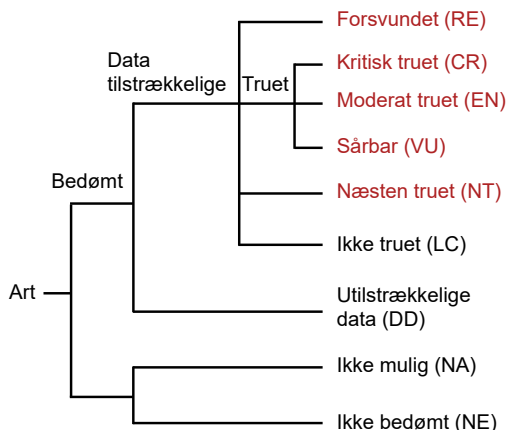 Forsvundet (RE)
Data
tilstrækkelige
Truet
Kritisk truet (CR)
Moderat truet (EN)
Sårbar (VU)
Bedømt
Næsten truet (NT)
Ikke truet (LC)
Art
Utilstrækkelige
data (DD)
Ikke mulig (NA)
Ikke bedømt (NE)